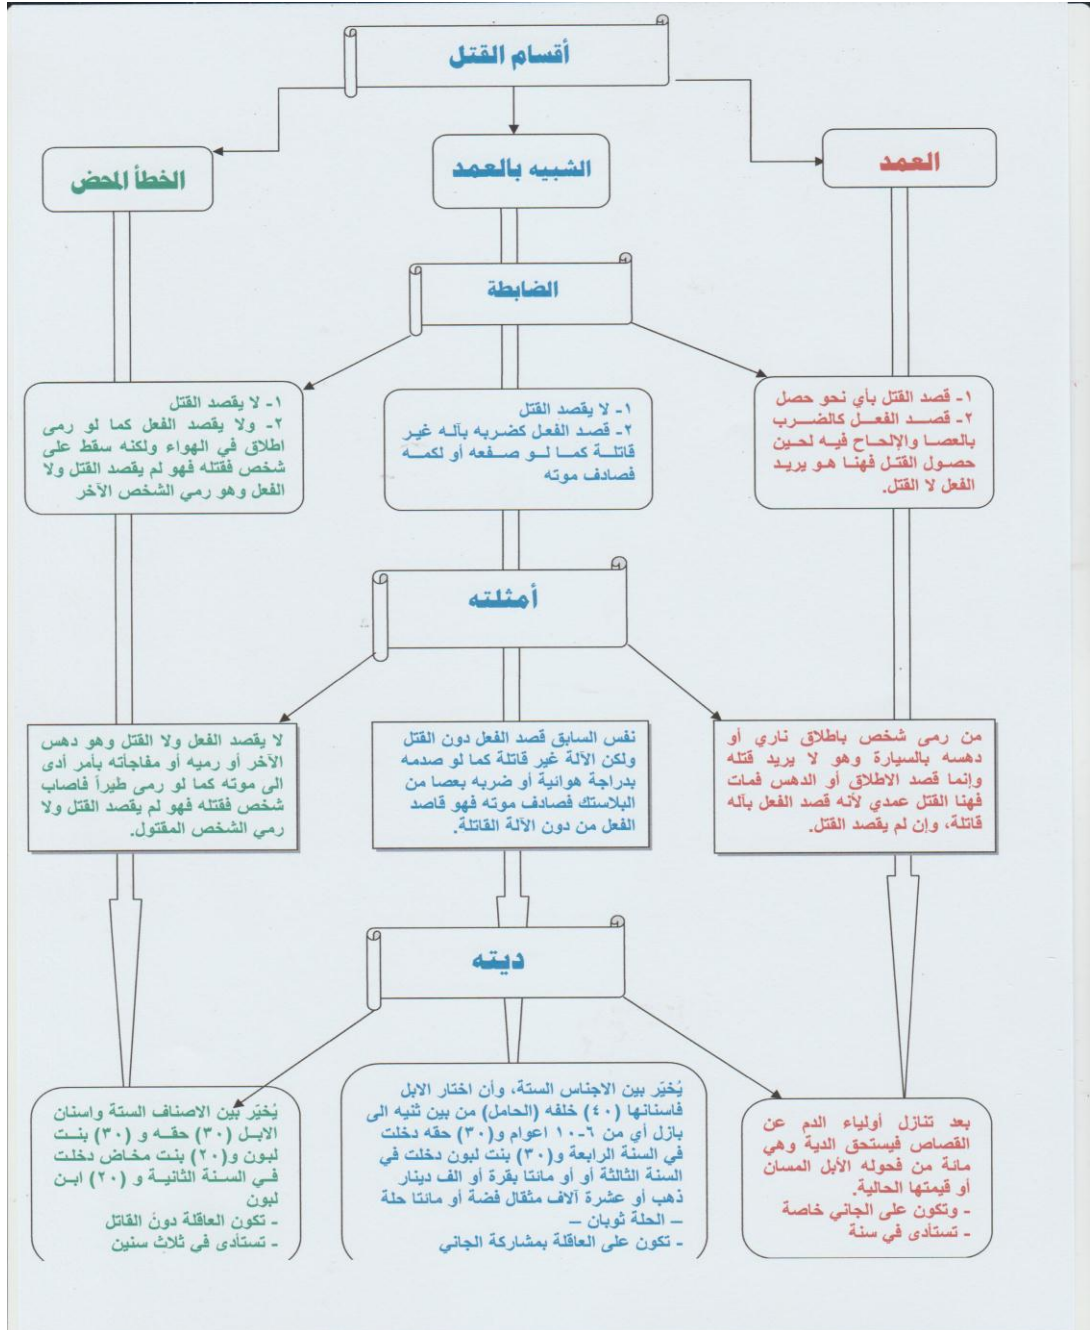 أقسام القتل
العمد
الشبيه بالعمد
الخطأ المحض
الضابطة
١- قصد القتل بأي نحو حصل
٢- قصد الفعل كالضرب
بالعصا والإلحاح فيه لحين
حصول القتل فهنا هو يريد
الفعل لا القتل.
١- لا يقصد القتل
٢- قصد الفعل كضربه بآله غير
قاتلة كما لو صفعه أو لكمه
فصادف موته
١- لا يقصد القتل
٢- ولا يقصد الفعل كما لو رمى
اطلاق في الهواء ولكنه سقط على
شخص فقتله فهو لم يقصد القتل ولا
الفعل وهو رمي الشخص الآخر
أمثلته
من رمى شخص باطلاق ناري أو
دهسه بالسيارة وهو لا يريد قتله
وإنما قصد الاطلاق أو الدهس فمات
فهنا القتل عمدي لأنه قصد الفعل بآله
قاتلة، وإن لم يقصد القتل.
نفس السابق قصد الفعل دون القتل
ولكن الآلة غير قاتلة كما لو صدمه
بدراجة هوائية أو ضربه بعصا من
البلاستك فصادف موته فهو قاصد
الفعل من دون الآلة القاتلة.
لا يقصد الفعل ولا القتل وهو دهس
الآخر أو رميه أو مفاجأته بأمر أدى
الى موته كما لو رمى طيراً فاصاب
شخص فقتله فهو لم يقصد القتل ولا
رمي الشخص المقتول.
ديته
بعد تنازل أولياء الدم عن
القصاص فيستحق الدية وهي
مائة من فحوله الأبل المسان
أو قيمتها الحالية.
- وتكون على الجاني خاصة
- تستأدى في سنة
يُخيّر بين الاجناس الستة، وأن اختار الابل
فاسنانها (٤٠) خلفه (الحامل) من بين ثنيه الى
بازل أي من ٦-١٠ اعوام و(٣٠) حقه دخلت
في السنة الرابعة و(٣٠) بنت لبون دخلت في
السنة الثالثة أو أو مائتا بقرة أو الف دينار
ذهب أو عشرة آلاف مثقال فضة أو مائتا حلة
– الحلة ثوبان –
- تكون على العاقلة بمشاركة الجاني
يُخيّر بين الاصناف الستة واسنان
الابل (٣٠) حقه و (٣٠) بنت
لبون و(٢٠) بنت مخاض دخلت
في السنة الثانية و (٢٠) ابن
لبون
- تكون العاقلة دونَ القاتل
- تستأدى في ثلاث سنين